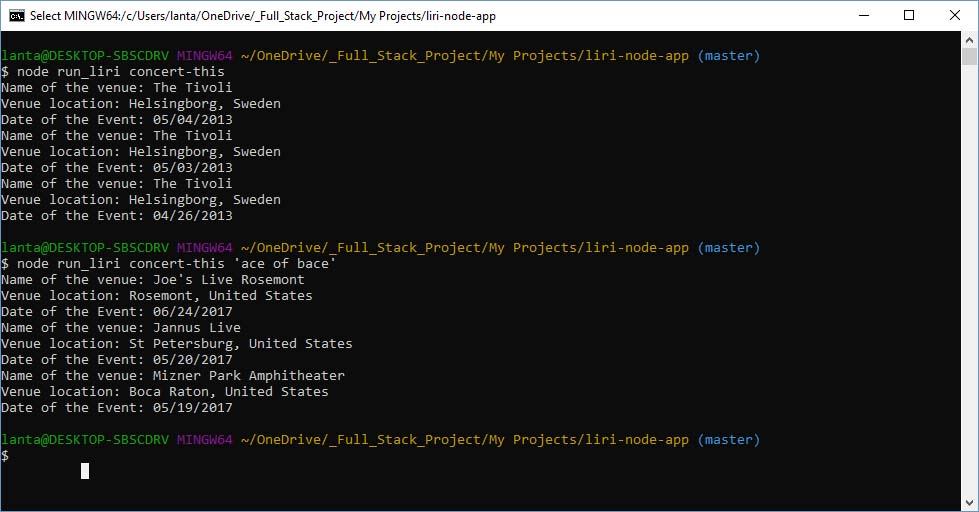 Select MINGW64:/c/Users/lanta/OneDrive/_Full_Stack_Project/My Projects/liri-node-app
lanta@DESKTOP-SBSCDRV MINGW64 ~/OneDrive/_Full_Stack_Project/My Projects/liri-node-app (master)
$ node run_liri concert-this
Name of the venue: The Tivoli
Venue location: Helsingborg, Sweden
Date of the Event: 05/04/2013
Name of the venue: The Tivoli
Venue location: Helsingborg, Sweden
Date of the Event: 05/03/2013
Name of the venue: The Tivoli
Venue location: Helsingborg, Sweden
Date of the Event: 04/26/2013
lanta@DESKTOP-SBSCDRV MINGW64 ~/OneDrive/_Full_Stack_Project/My Projects/liri-node-app (master)
$ node run_liri concert-this 'ace of bace'
Name of the venue: Joe's Live Rosemont
Venue location: Rosemont, United States
Date of the Event: 06/24/2017
Name of the venue: Jannus Live
Venue location: St Petersburg, United States
Date of the Event: 05/20/2017
Name of the venue: Mizner Park Amphitheater
Venue location: Boca Raton, United States
Date of the Event: 05/19/2017
lanta@DESKTOP-SBSCDRV MINGW64 ~/OneDrive/_Full_Stack_Project/My Projects/liri-node-app (master)
$